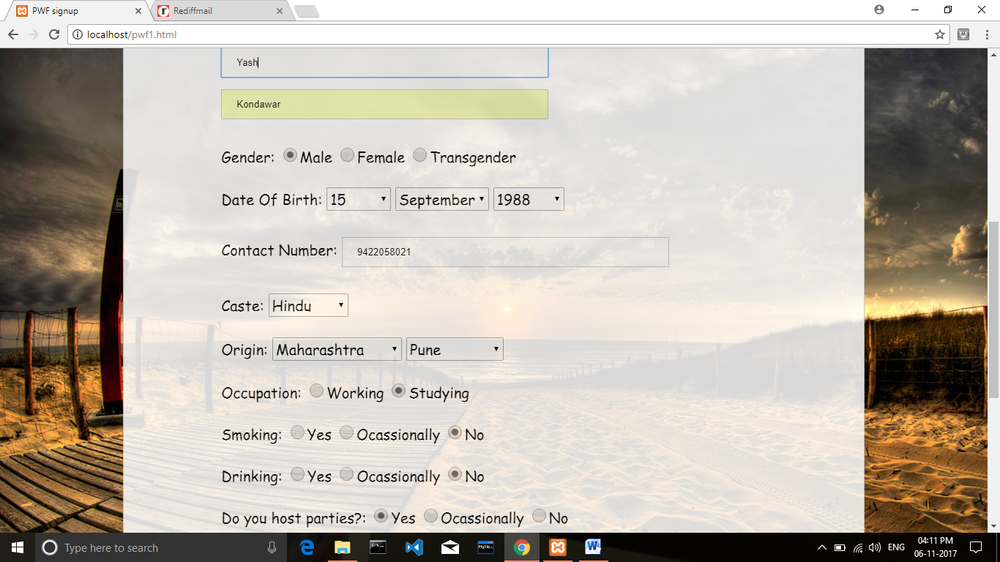 PWF signup
Rediffmail
localhost/pwf1.html
Yash
Kondawar
Gender: Male Female Transgender
Date Of Birth: 15 September 1988
Contact Number: 9422058021
Caste: Hindu
Origin: Maharashtra Pune
Occupation: Working Studying
Smoking: Yes Ocassionally No
Drinking: Yes Ocassionally No
Do you host parties?: Yes Ocassionally No
Type here to search
ENG
04:11 PM
06-11-2017